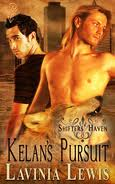 SHIFTERS' HAVEN
KELAN'S PURSUIT
LAVINIA LEWIS